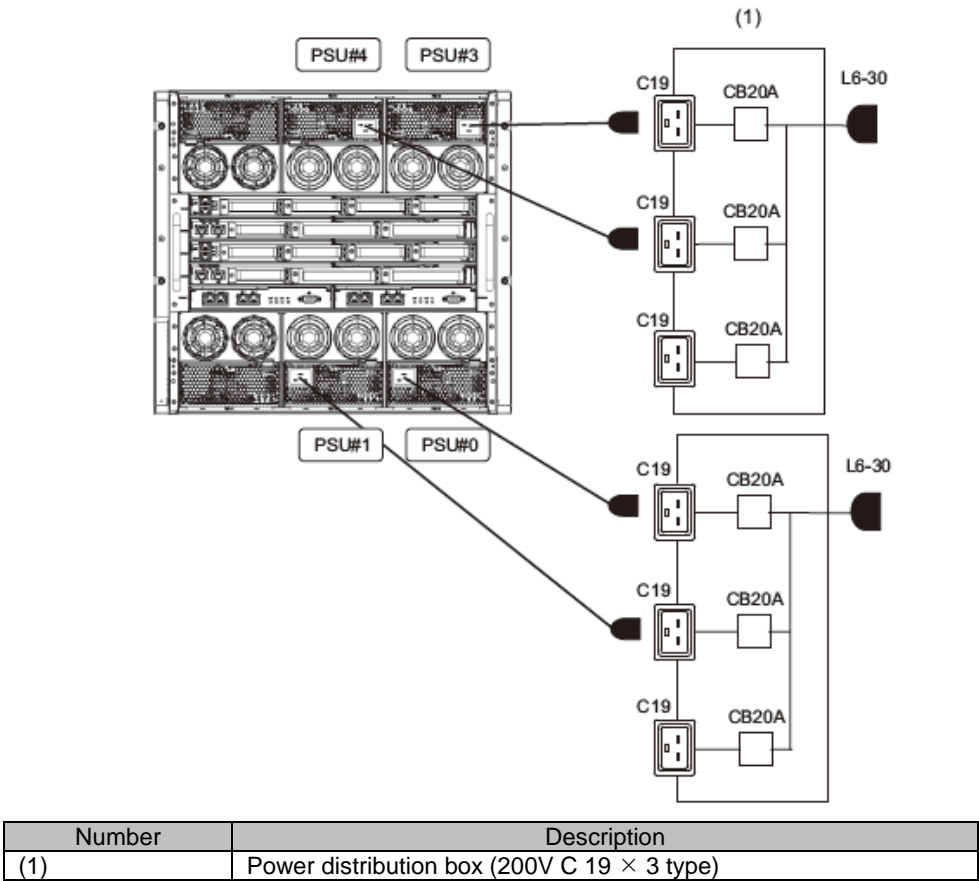 (1)
PSU#4 PSU#3
C19 CB20A L6-30
C19 CB20A
C19 CB20A
PSU#1 PSU#0
C19 CB20A L6-30
C19 CB20A
C19 CB20A
Number Description
(1) Power distribution box (200V C 19 × 3 type)